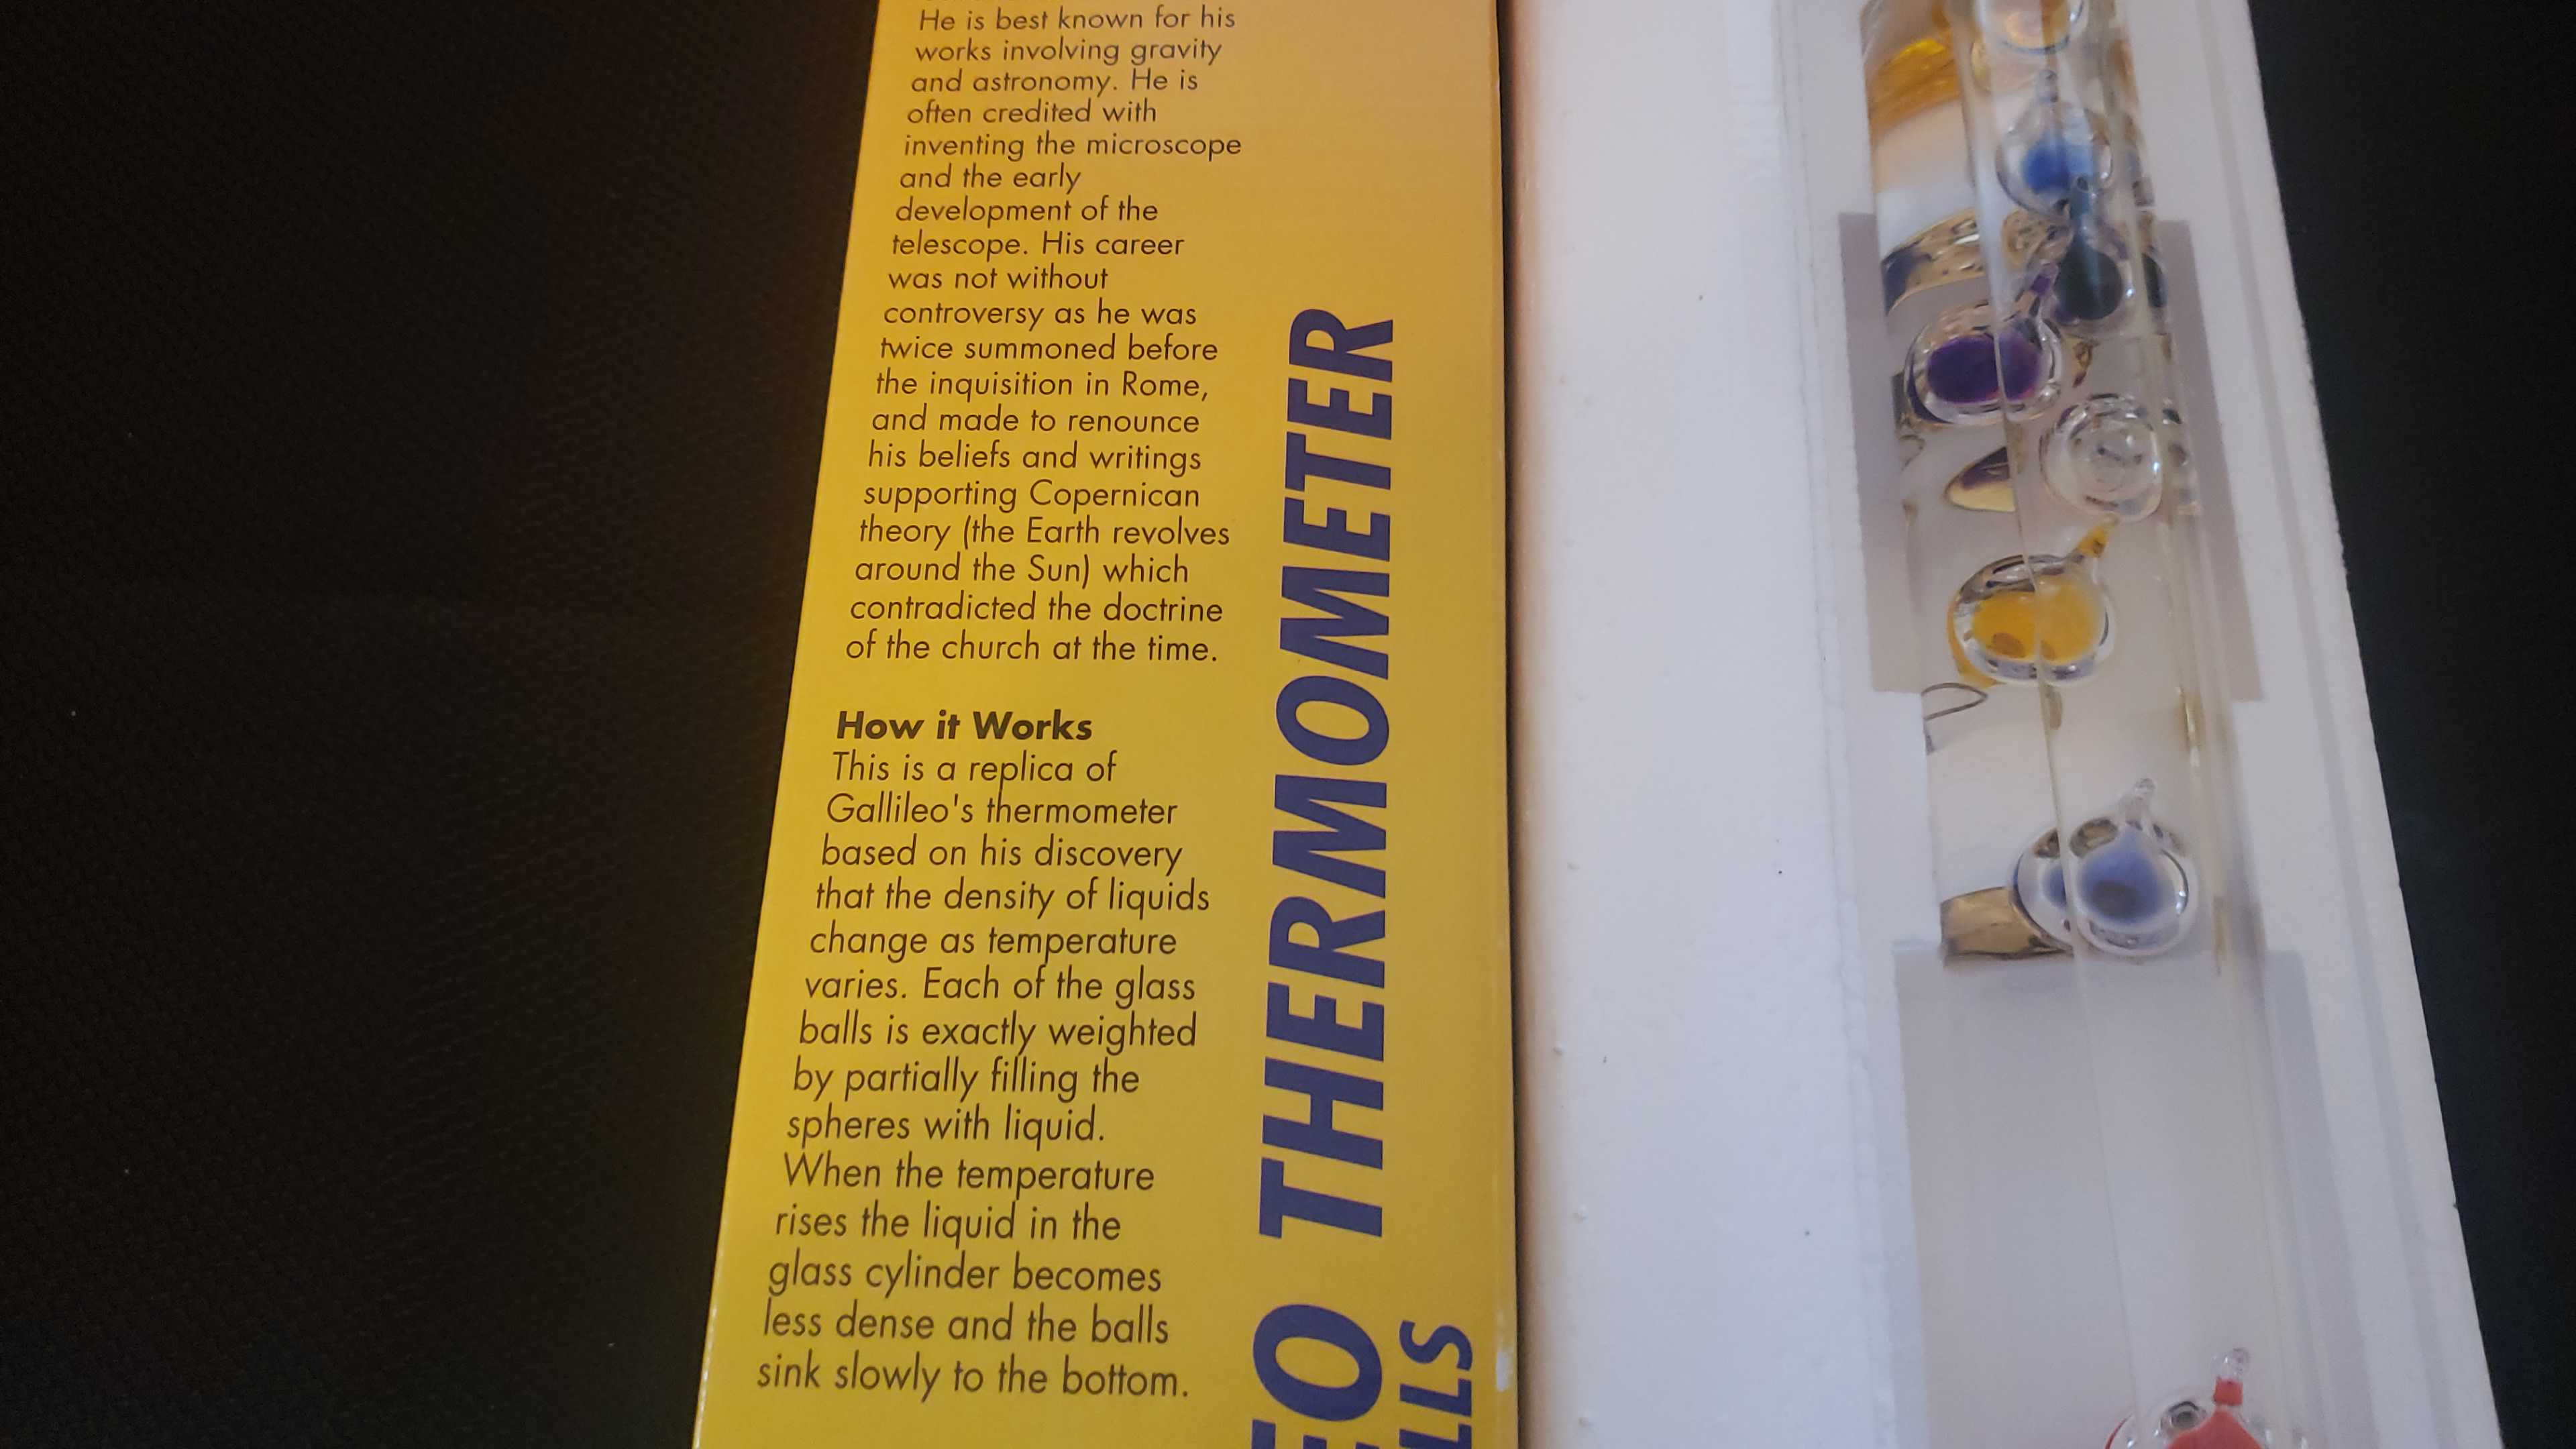 He is best known for his
works involving gravity
and astronomy. He is
often credited with
inventing the microscope
and the early
development of the
telescope. His career
was not without
controversy as he was
twice summoned before
the inquisition in Rome,
and made to renounce
his beliefs and writings
supporting Copernican
theory (the Earth revolves
around the Sun) which
contradicted the doctrine
of the church at the time.
How it Works
This is a replica of
Gallileo's thermometer
based on his discovery
that the density of liquids
change as temperature
varies. Each of the glass
balls is exactly weighted
by partially filling the
spheres with liquid.
When the temperature
rises the liquid in the
glass cylinder becomes
less dense and the balls
sink slowly to the bottom.
THERMOMETER